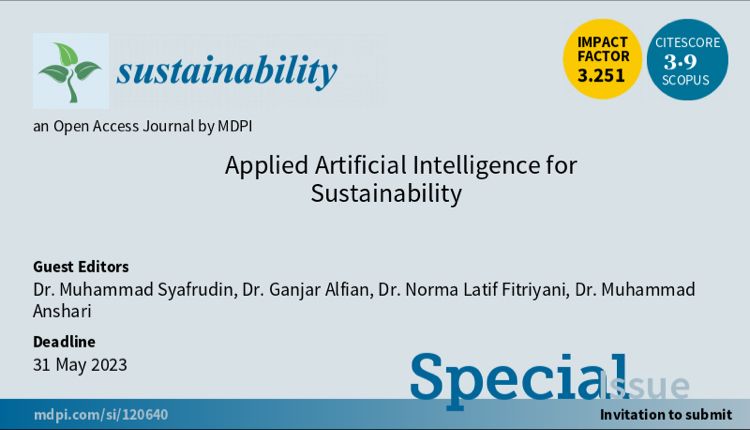 sustainability
IMPACT
FACTOR
3.251
CITESCORE
3.9
SCOPUS
an Open Access Journal by MDPI
Applied Artificial Intelligence for
Sustainability
Guest Editors
Dr. Muhammad Syafrudin, Dr. Ganjar Alfian, Dr. Norma Latif Fitriyani, Dr. Muhammad
Anshari
Deadline
31 May 2023
Special Issue
mdpi.com/si/120640
Invitation to submit